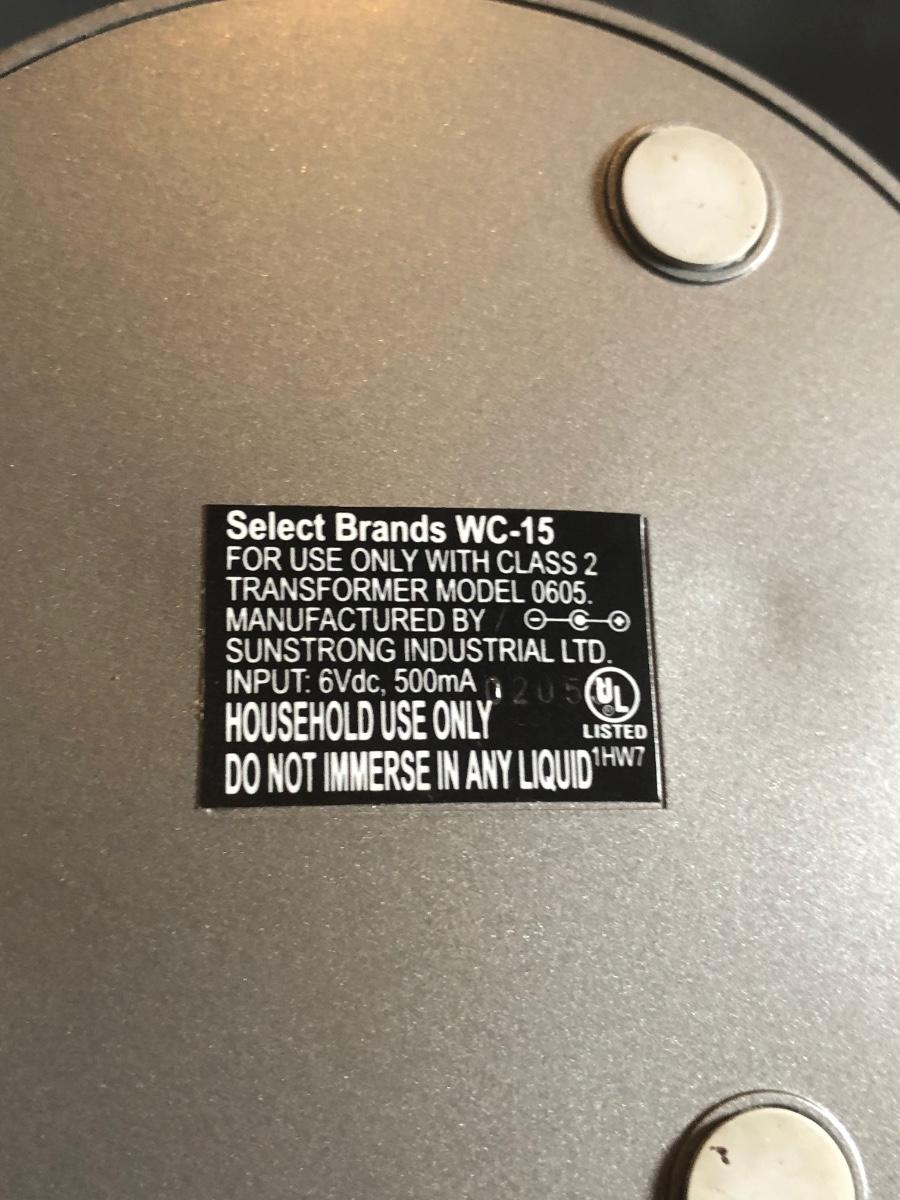 Select Brands WC-15
FOR USE ONLY WITH CLASS 2
TRANSFORMER MODEL 0605.
MANUFACTURED BY
SUNSTRONG INDUSTRIAL LTD.
INPUT: 6Vdc, 500mA
0205
UL
®
LISTED
HOUSEHOLD USE ONLY
1HW7
DO NOT IMMERSE IN ANY LIQUID